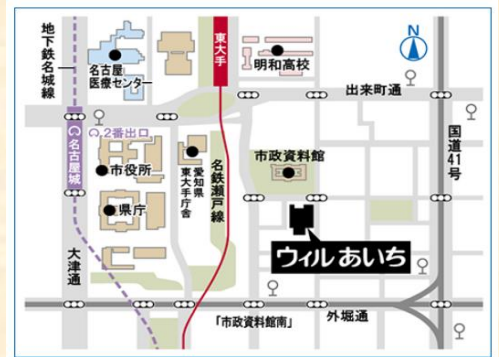 地下鉄名城線
名古屋
医療センター
東大手
明和高校
N
出来町通
2番出口
名古屋城
市役所
愛知県
東大手庁舎
名鉄瀬戸線
市政資料館
国道41号
県庁
大津通
ウィルあいち
「市政資料館南」
外堀通